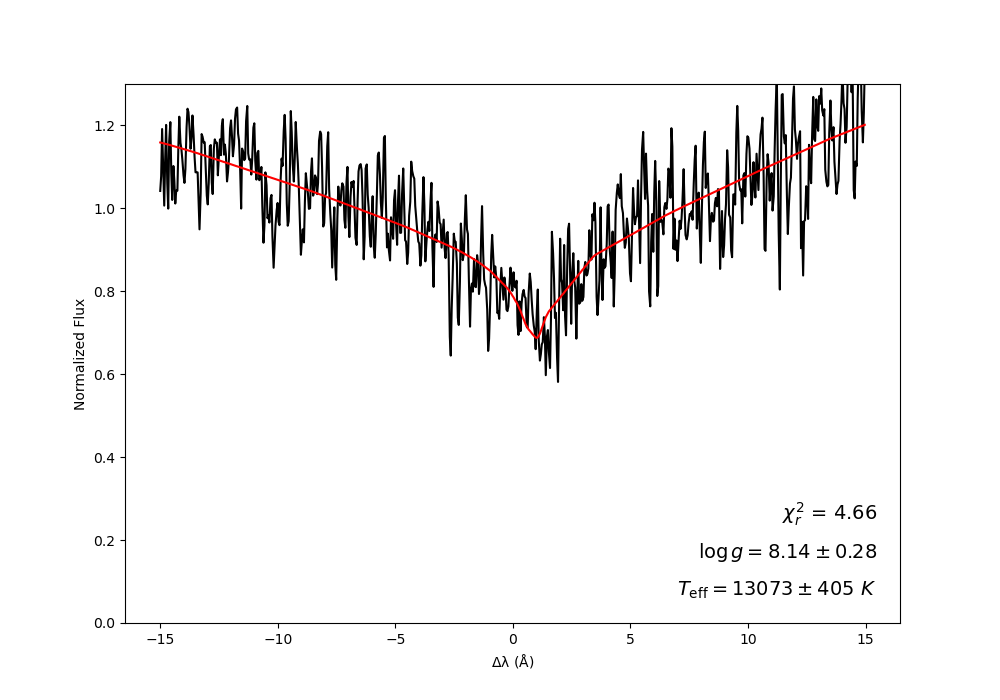 1.2
1.0
0.8
0.6
0.4
0.2
0.0
Normalized Flux
χ²ᵣ = 4.66
log g = 8.14 ± 0.28
T_eff = 13073 ± 405 K
−15 −10 −5 0 5 10 15
Δλ (Å)